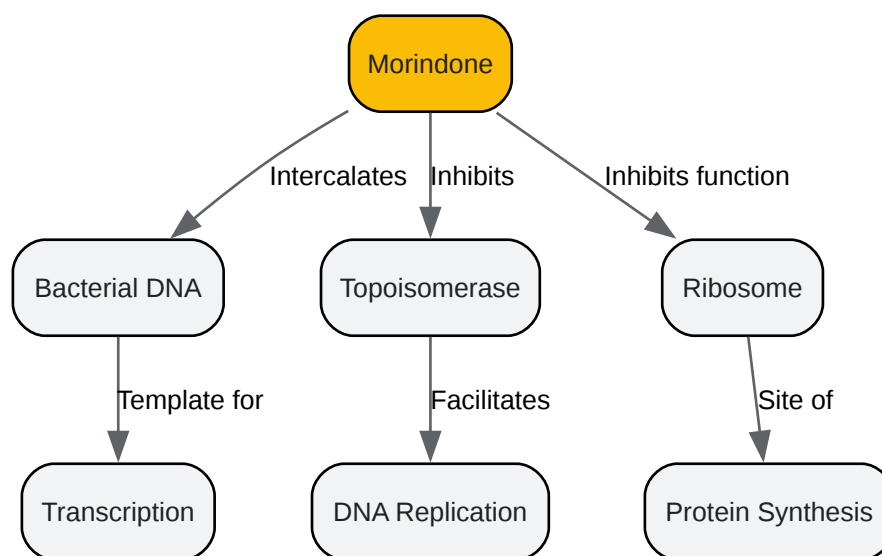 Morindone
Intercalates
Inhibits
Inhibits function
Bacterial DNA
Topoisomerase
Ribosome
Template for
Facilitates
Site of
Transcription
DNA Replication
Protein Synthesis